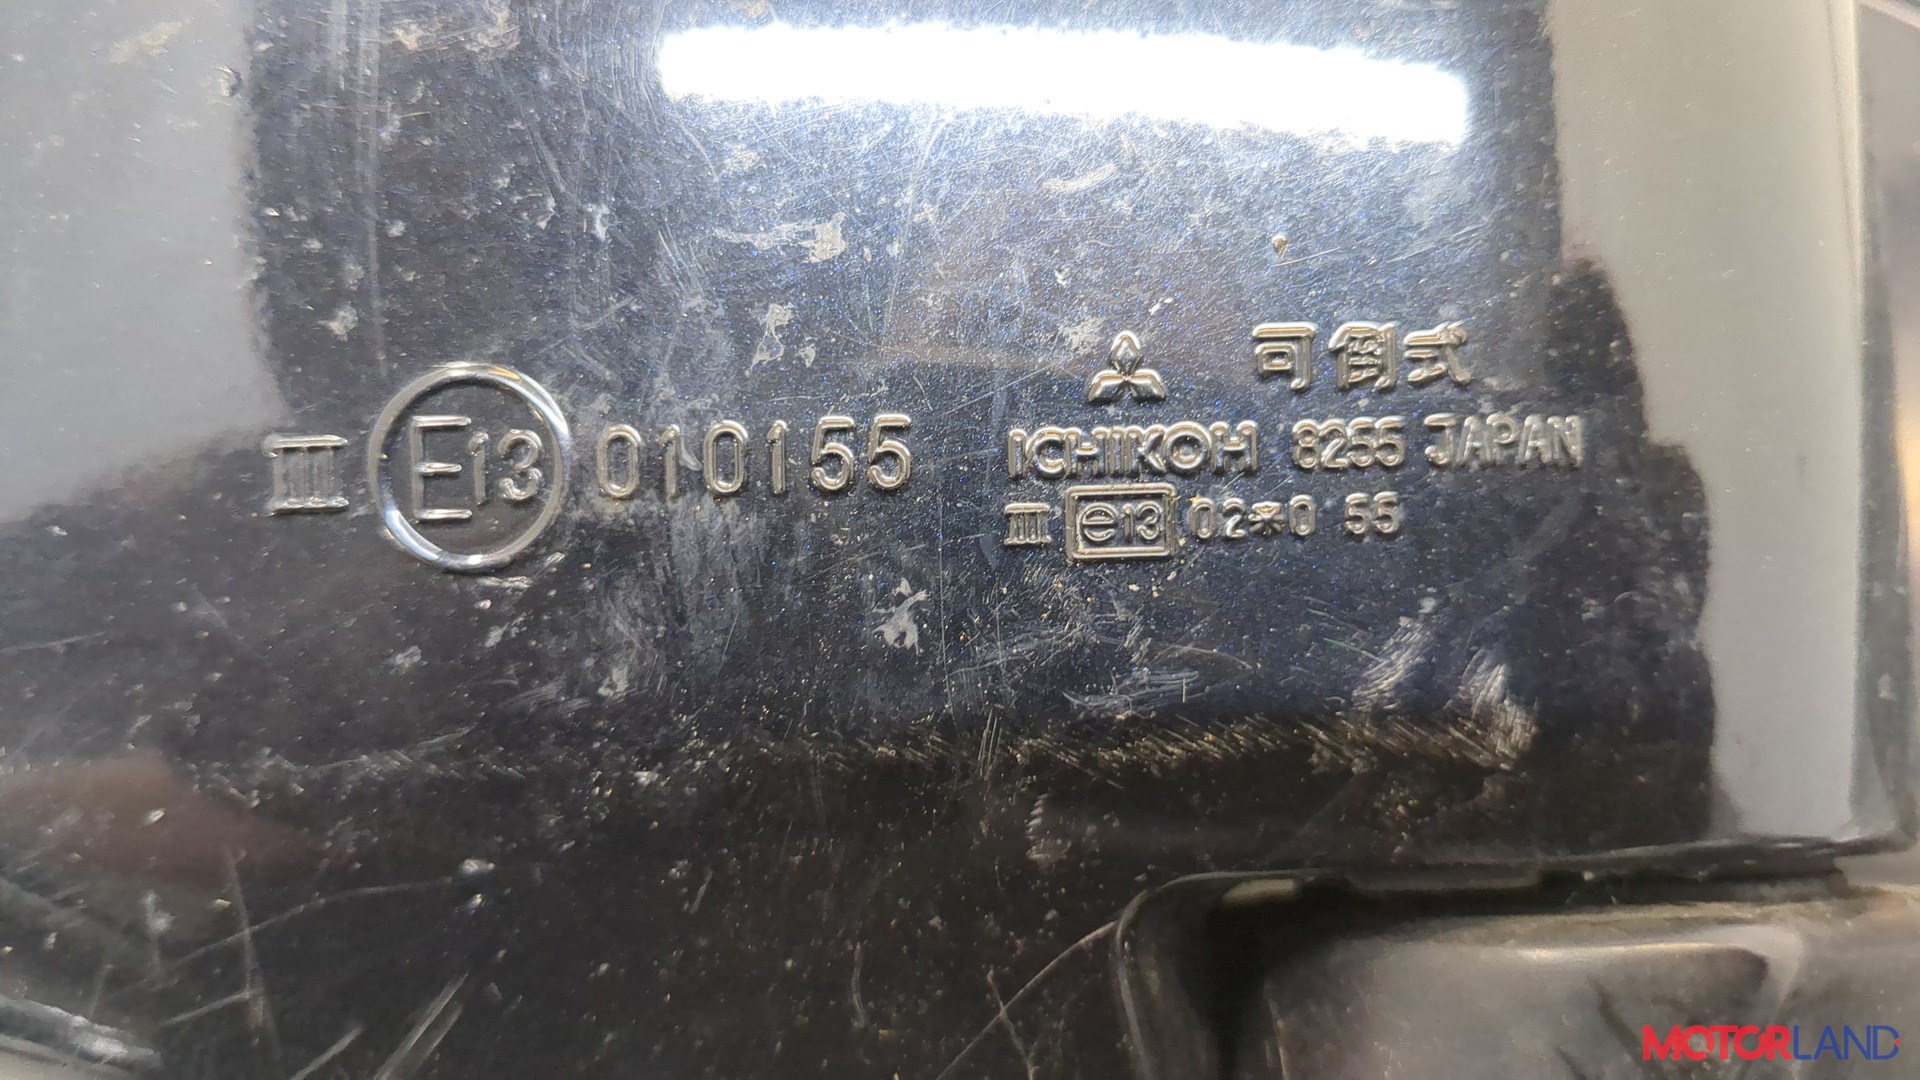 可倒式
III E13 010155
ICHIKOH 8255 JAPAN
III e13 02*0 55
MOTORLAND